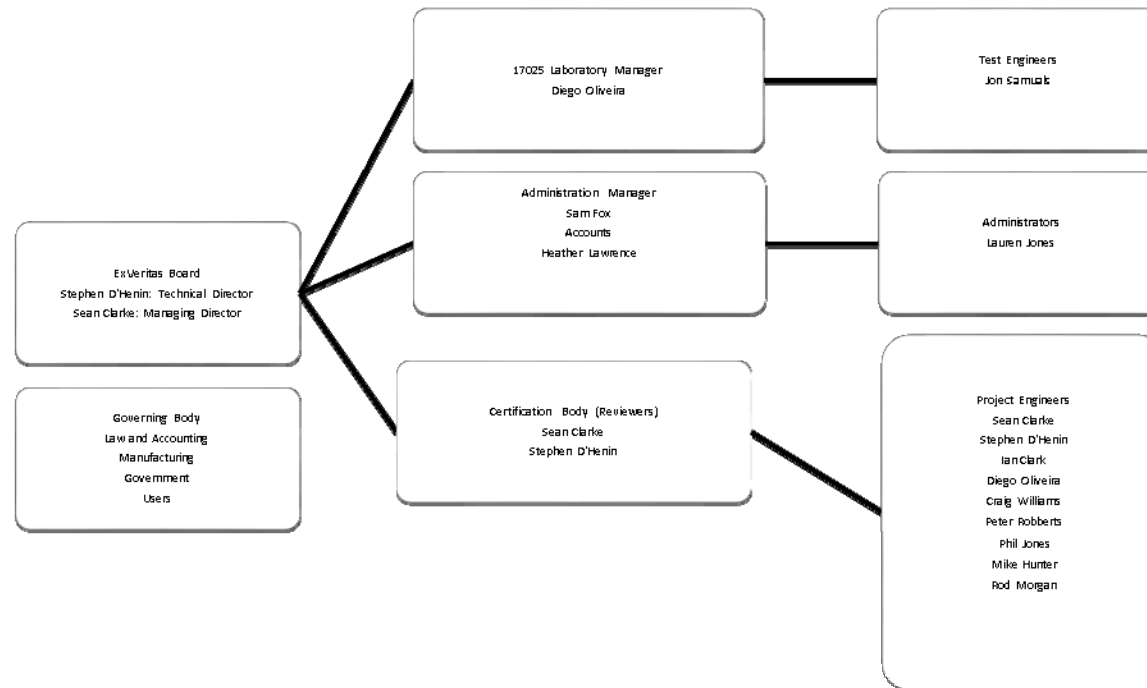 17025 Laboratory Manager
Diego Oliveira
Test Engineers
Jon Samuals
Administration Manager
Sam Fox
Accounts
Heather Lawrence
Administrators
Lauren Jones
ExVeritas Board
Stephen D'Henin: Technical Director
Sean Clarke: Managing Director
Governing Body
Law and Accounting
Manufacturing
Government
Users
Certification Body (Reviewers)
Sean Clarke
Stephen D'Henin
Project Engineers
Sean Clarke
Stephen D'Henin
Ian Clark
Diego Oliveira
Craig Williams
Peter Robberts
Phil Jones
Mike Hunter
Rod Morgan